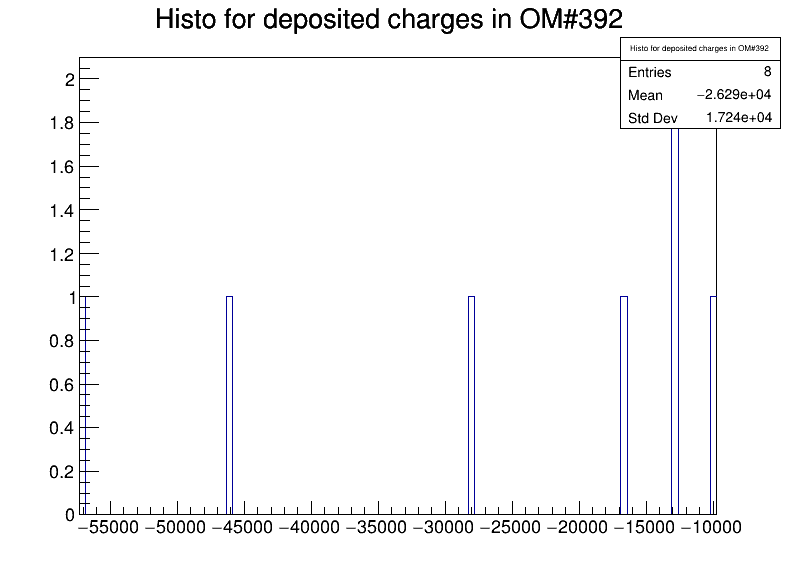 Histo for deposited charges in OM#392
Histo for deposited charges in OM#392
Entries 8
Mean −2.629e+04
Std Dev 1.724e+04
2
1.8
1.6
1.4
1.2
1
0.8
0.6
0.4
0.2
0
−55000 −50000 −45000 −40000 −35000 −30000 −25000 −20000 −15000 −10000